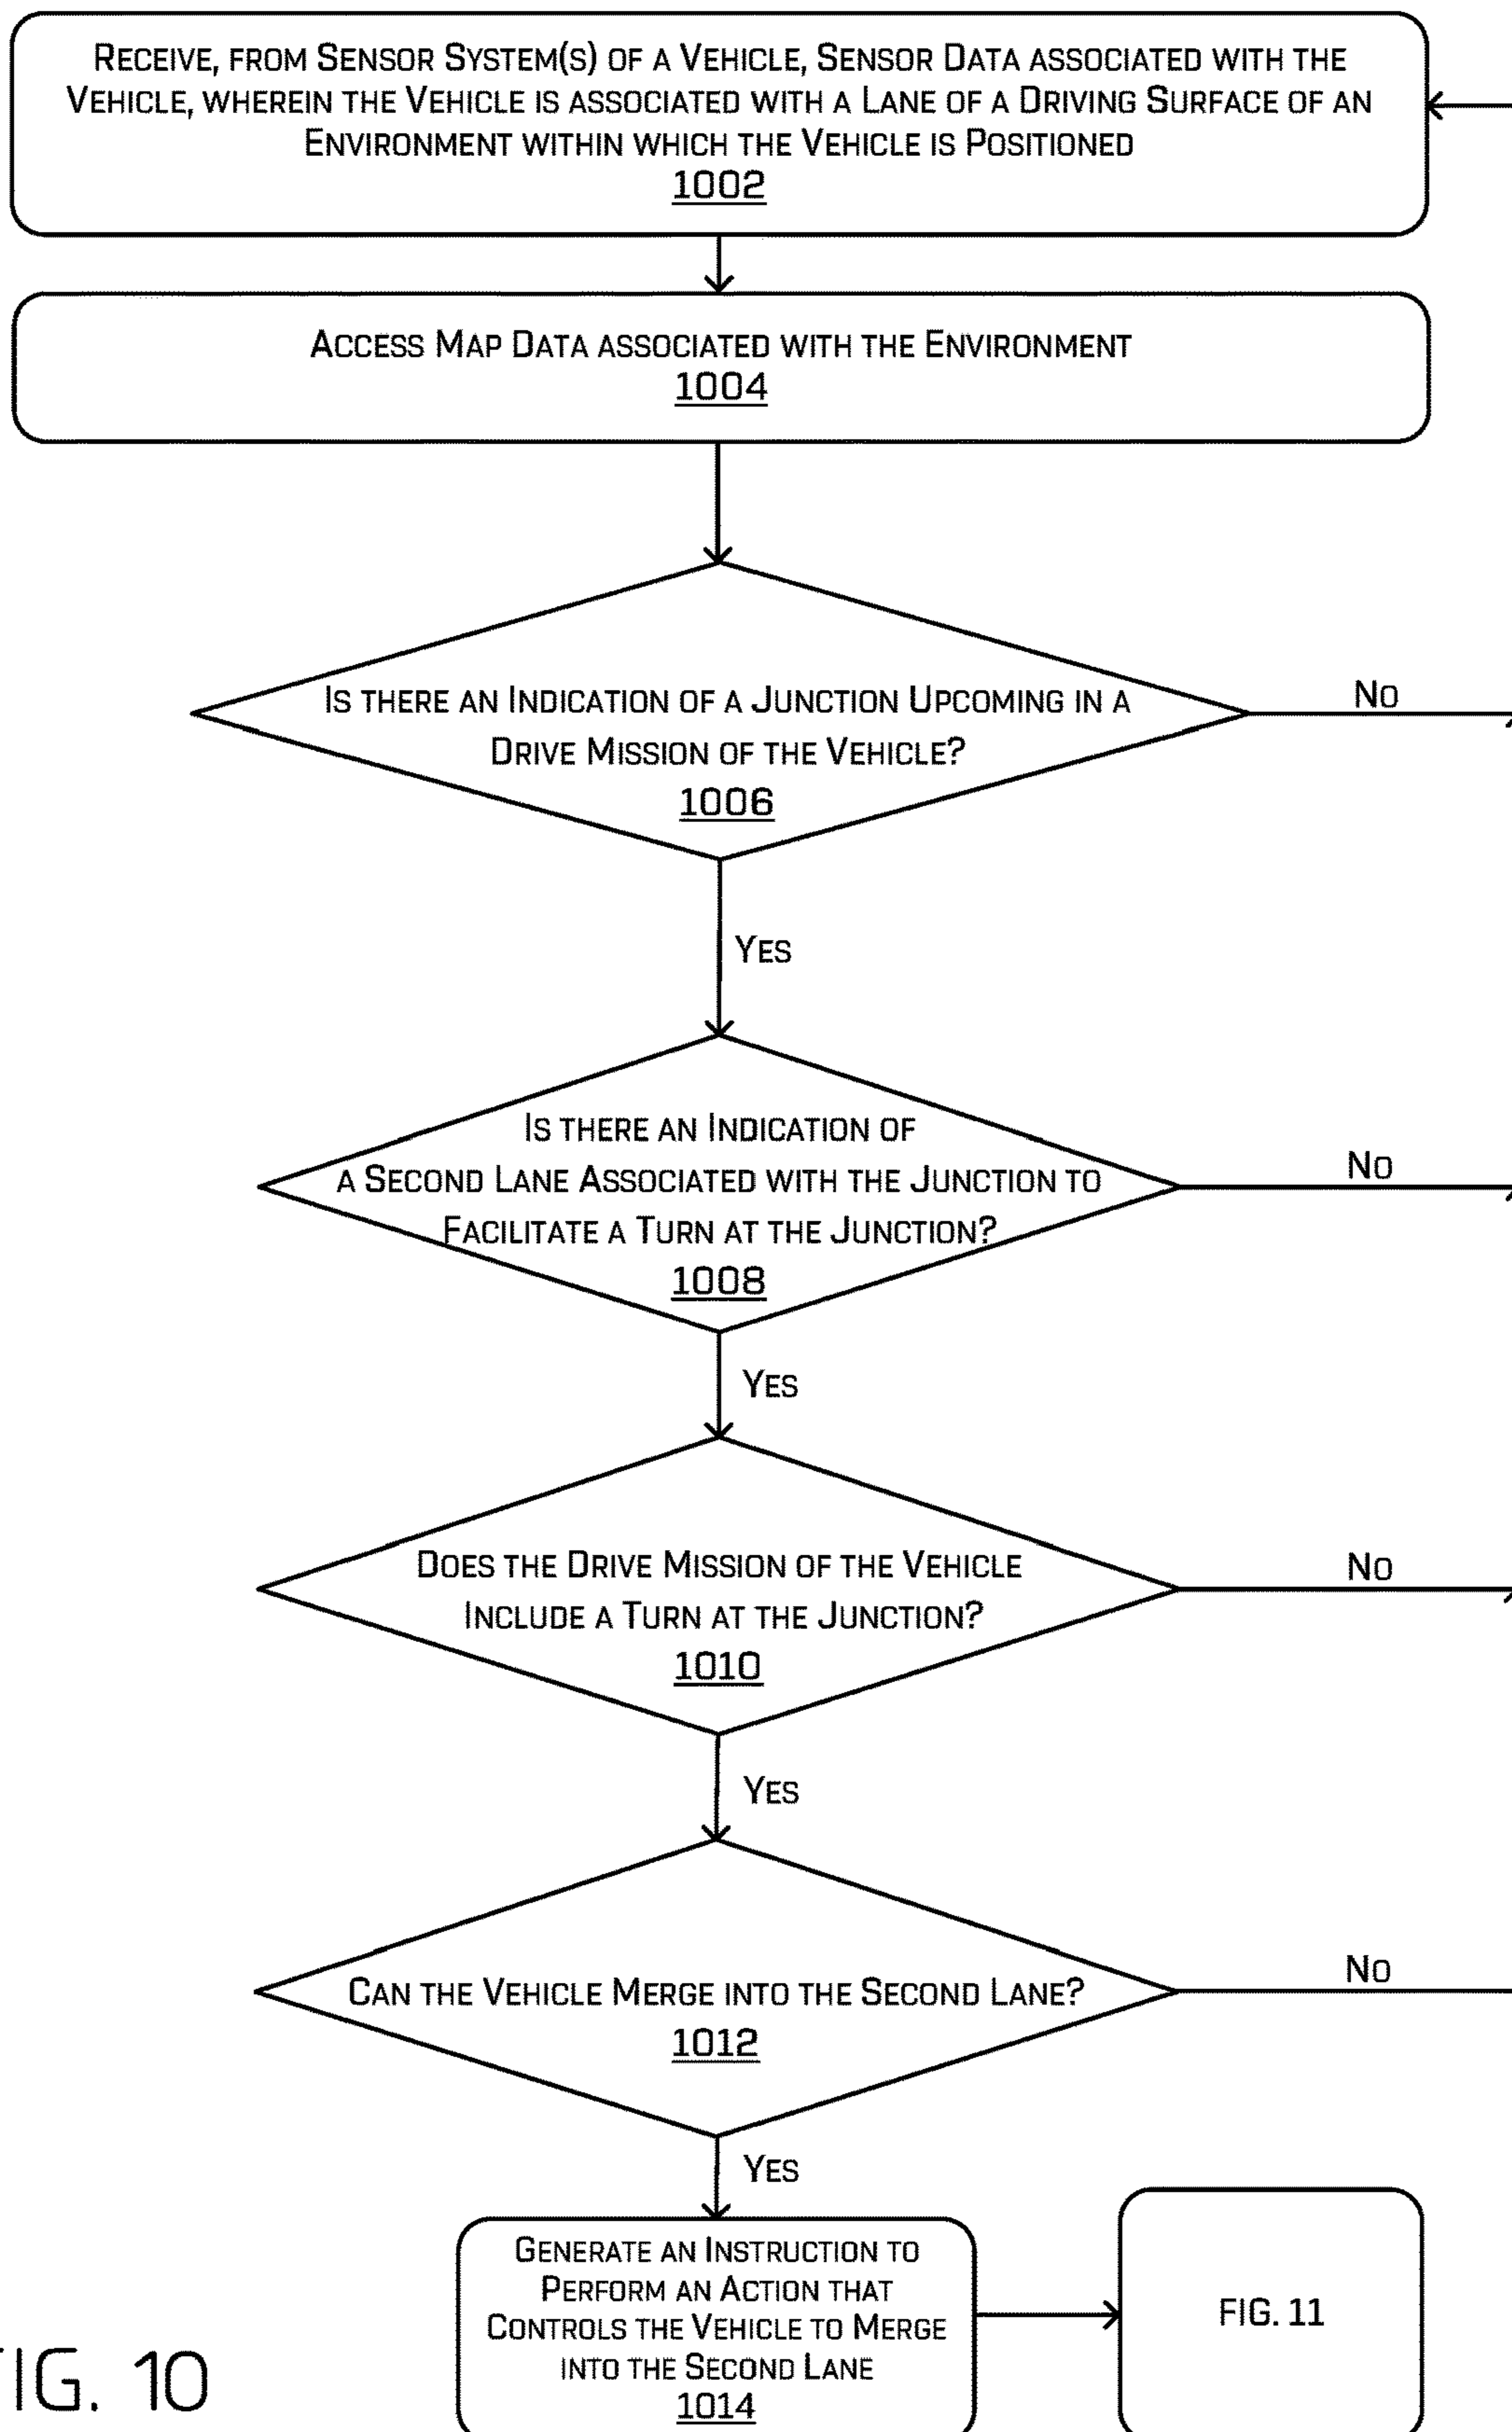 Receive, from Sensor System(s) of a Vehicle, Sensor Data associated with the
Vehicle, wherein the Vehicle is associated with a Lane of a Driving Surface of an
Environment within which the Vehicle is Positioned
1002
Access Map Data associated with the Environment
1004
Is there an Indication of a Junction Upcoming in a
Drive Mission of the Vehicle?
1006
No
Yes
Is there an Indication of
a Second Lane Associated with the Junction to
Facilitate a Turn at the Junction?
1008
No
Yes
Does the Drive Mission of the Vehicle
Include a Turn at the Junction?
1010
No
Yes
Can the Vehicle Merge into the Second Lane?
1012
No
Yes
Generate an Instruction to
Perform an Action that
Controls the Vehicle to Merge
into the Second Lane
1014
FIG. 11
IG. 10